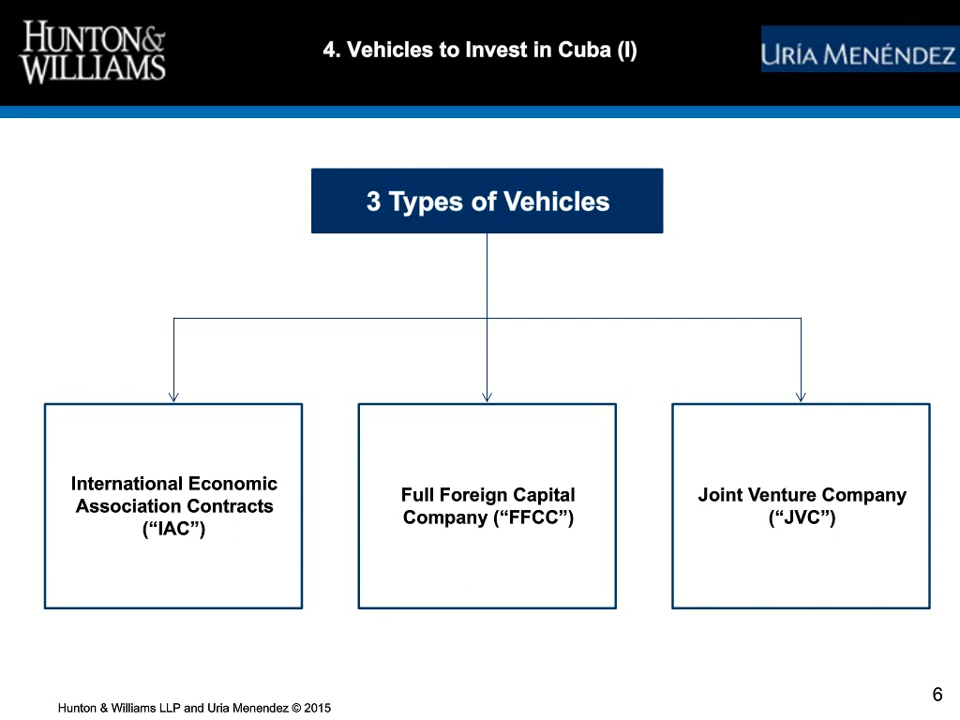 HUNTON&
WILLIAMS
4. Vehicles to Invest in Cuba (I)
URÍA MENÉNDEZ
3 Types of Vehicles
International Economic
Association Contracts
(“IAC”)
Full Foreign Capital
Company (“FFCC”)
Joint Venture Company
(“JVC”)
Hunton & Williams LLP and Uria Menendez © 2015
6